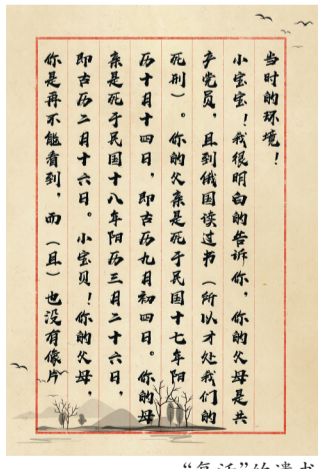 当时的环境！
小宝宝！我很明白的告诉你，你的父母是共
产党员，且到俄国读过书（所以才处我们的
死刑）。你的父亲是死于民国十七年阳
历十月十四日，即古历九月初四日。你的母
亲是死于民国十八年阳历三月二十六日，
即古历二月十六日。小宝贝！你的父母，
你是再不能看到，而（且）也没有像片
“复活”的遗书